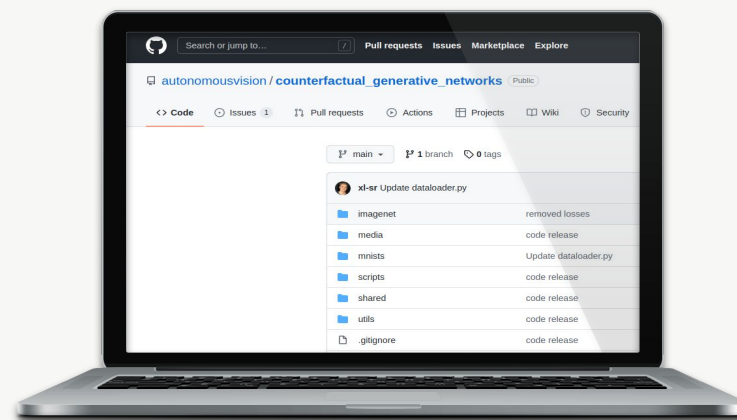 Search or jump to... / Pull requests Issues Marketplace Explore
autonomousvision / counterfactual_generative_networks Public
<> Code Issues 1 Pull requests Actions Projects Wiki Security
main 1 branch 0 tags
xl-sr Update dataloader.py
imagenet removed losses
media code release
mnists Update dataloader.py
scripts code release
shared code release
utils code release
.gitignore code release